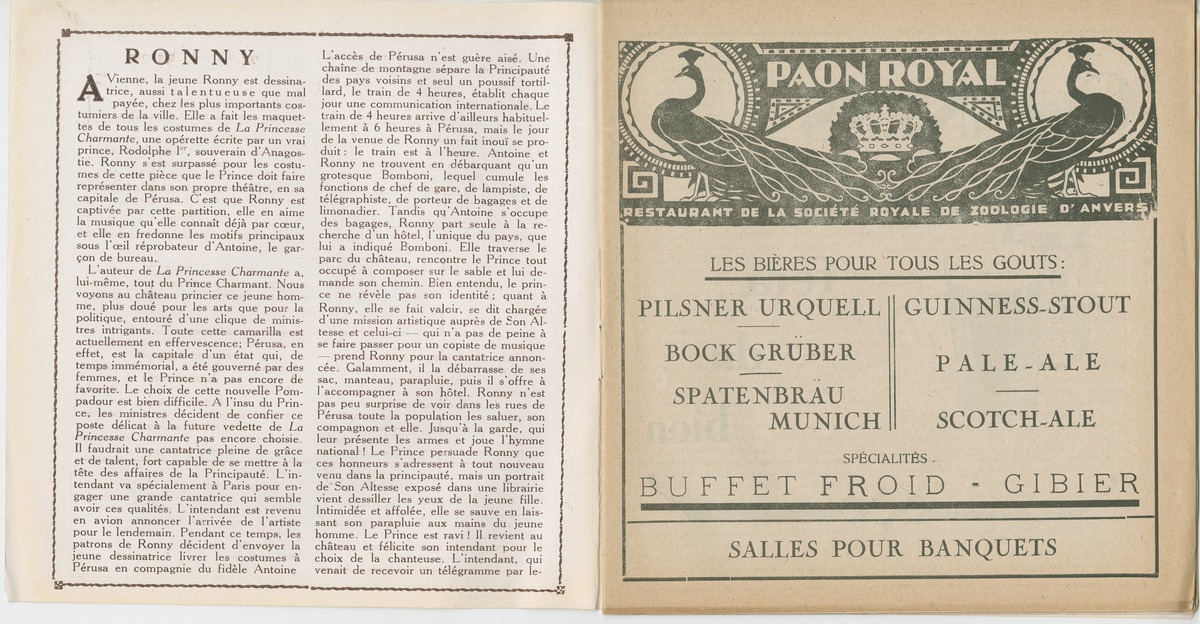 RONNY
A Vienne, la jeune Ronny est dessina-
trice, aussi talentueuse que mal
payée, chez les plus importants cos-
tumiers de la ville. Elle a fait les maquet-
tes de tous les costumes de La Princesse
Charmante, une opérette écrite par un vrai
prince, Rodolphe Ier, souverain d'Anagos-
tie. Ronny s'est surpassé pour les costu-
mes de cette pièce que le Prince doit faire
représenter dans son propre théâtre, en sa
capitale de Pérusa. C'est que Ronny est
captivée par cette partition, elle en aime
la musique qu'elle connaît déjà par cœur,
et elle en fredonne les motifs principaux
sous l'œil réprobateur d'Antoine, le gar-
çon de bureau.
L'auteur de La Princesse Charmante a,
lui-même, tout du Prince Charmant. Nous
voyons au château princier ce jeune hom-
me, plus doué pour les arts que pour la
politique, entouré d'une clique de minis-
tres intrigants. Toute cette camarilla est
actuellement en effervescence; Pérusa, en
effet, est la capitale d'un état qui, de
temps immémorial, a été gouverné par des
femmes, et le Prince n'a pas encore de
favorite. Le choix de cette nouvelle Pom-
padour est bien difficile. A l'insu du Prin-
ce, les ministres décident de confier ce
poste délicat à la future vedette de La
Princesse Charmante pas encore choisie.
Il faudrait une cantatrice pleine de grâce
et de talent, fort capable de se mettre à la
tête des affaires de la Principauté. L'in-
tendant va spécialement à Paris pour en-
gager une grande cantatrice qui semble
avoir ces qualités. L'intendant est revenu
en avion annoncer l'arrivée de l'artiste
pour le lendemain. Pendant ce temps, les
patrons de Ronny décident d'envoyer la
jeune dessinatrice livrer les costumes à
Pérusa en compagnie du fidèle Antoine
L'accès de Pérusa n'est guère aisé. Une
chaîne de montagne sépare la Principauté
des pays voisins et seul un poussif tortil-
lard, le train de 4 heures, établit chaque
jour une communication internationale. Le
train de 4 heures arrive d'ailleurs habituel-
lement à 6 heures à Pérusa, mais le jour
de la venue de Ronny un fait inouï se pro-
duit : le train est à l'heure. Antoine et
Ronny ne trouvent en débarquant qu'un
grotesque Bomboni, lequel cumule les
fonctions de chef de gare, de lampiste, de
télégraphiste, de porteur de bagages et de
limonadier. Tandis qu'Antoine s'occupe
des bagages, Ronny part seule à la re-
cherche d'un hôtel, l'unique du pays, que
lui a indiqué Bomboni. Elle traverse le
parc du château, rencontre le Prince tout
occupé à composer sur le sable et lui de-
mande son chemin. Bien entendu, le prin-
ce ne révèle pas son identité; quant à
Ronny, elle se fait valoir, se dit chargée
d'une mission artistique auprès de Son Al-
tesse et celui-ci — qui n'a pas de peine à
se faire passer pour un copiste de musique
— prend Ronny pour la cantatrice annon-
cée. Galamment, il la débarrasse de ses
sac, manteau, parapluie, puis il s'offre à
l'accompagner à son hôtel. Ronny n'est
pas peu surprise de voir dans les rues de
Pérusa toute la population les saluer, son
compagnon et elle. Jusqu'à la garde, qui
leur présente les armes et joue l'hymne
national ! Le Prince persuade Ronny que
ces honneurs s'adressent à tout nouveau
venu dans la principauté, mais un portrait
de Son Altesse exposé dans une librairie
vient dessiller les yeux de la jeune fille.
Intimidée et affolée, elle se sauve en lais-
sant son parapluie aux mains du jeune
homme. Le Prince est ravi ! Il revient au
château et félicite son intendant pour le
choix de la chanteuse. L'intendant, qui
venait de recevoir un télégramme par le-
PAON ROYAL
RESTAURANT DE LA SOCIÉTÉ ROYALE DE ZOOLOGIE D'ANVERS
LES BIÈRES POUR TOUS LES GOUTS :
PILSNER URQUELL
BOCK GRÜBER
SPATENBRÄU
MUNICH
GUINNESS-STOUT
PALE-ALE
SCOTCH-ALE
SPÉCIALITÉS.
BUFFET FROID - GIBIER
SALLES POUR BANQUETS